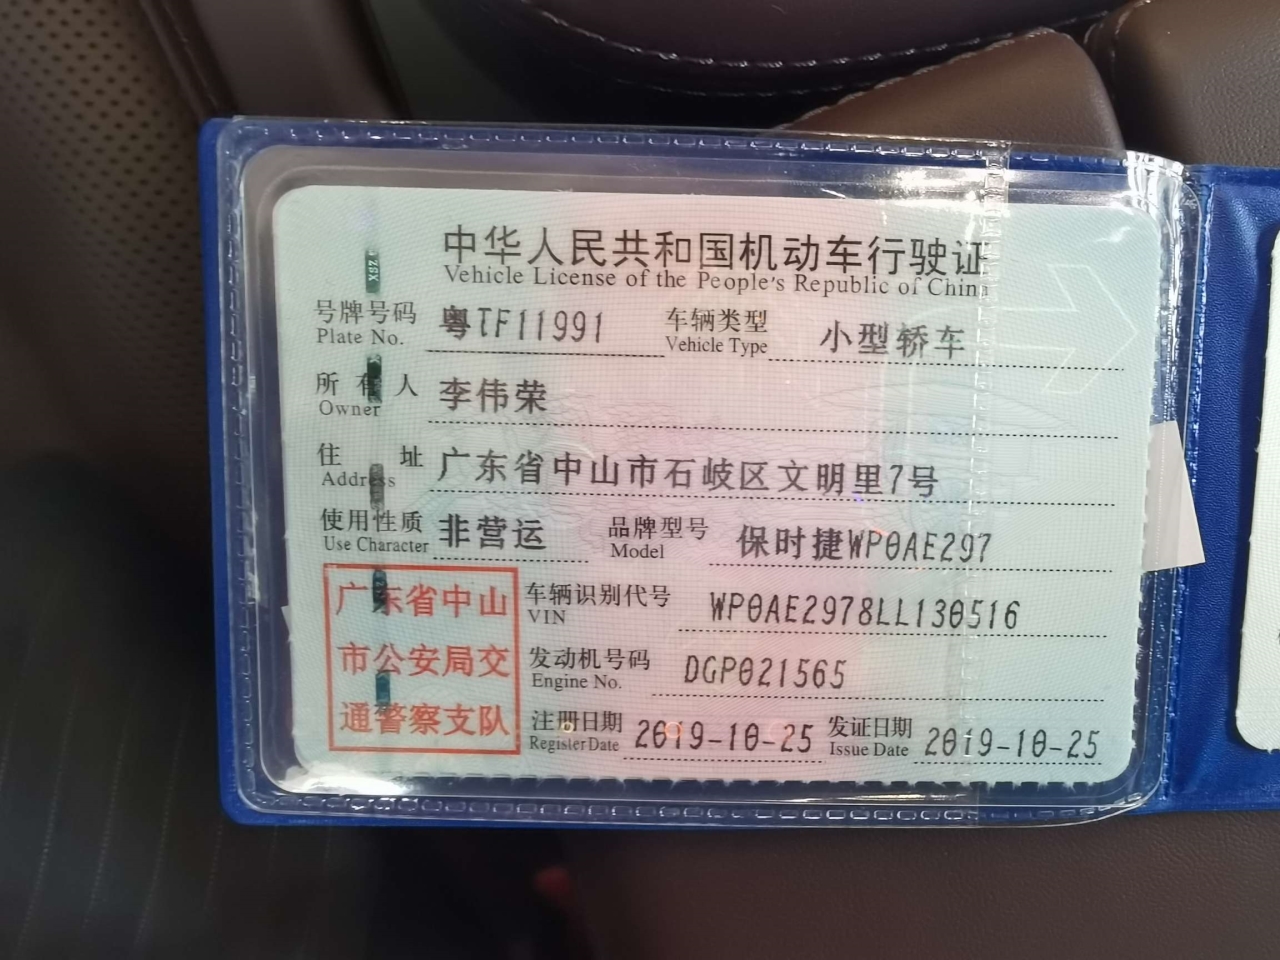 中华人民共和国机动车行驶证
Vehicle License of the People's Republic of China
号牌号码 粤TF11991 车辆类型 小型轿车
Plate No. Vehicle Type
所有人 李伟荣
Owner
住址 广东省中山市石岐区文明里7号
Address
使用性质 非营运 品牌型号 保时捷WP0AE297
Use Character Model
广东省中山 车辆识别代号 WP0AE2978LL130516
VIN
市公安局交 发动机号码 DGP021565
Engine No.
通警察支队 注册日期 2019-10-25 发证日期 2019-10-25
Register Date Issue Date